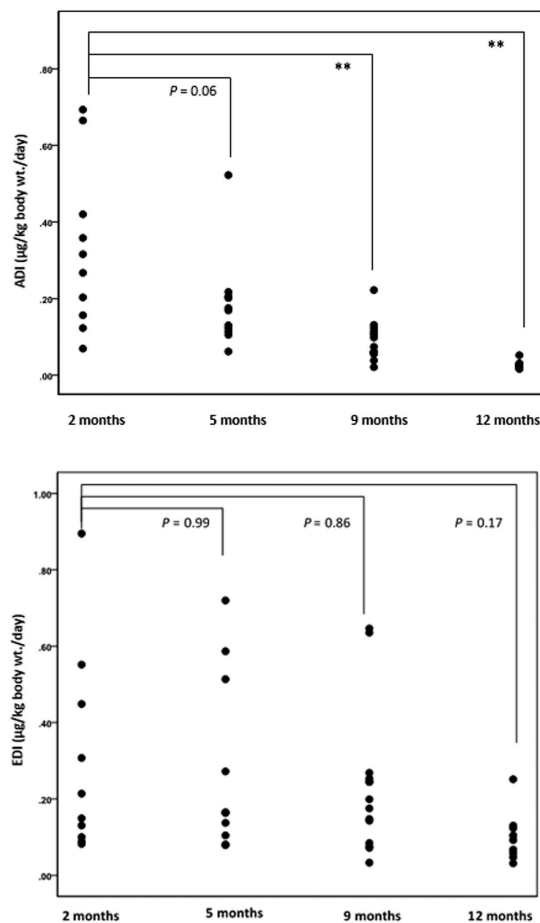 **
.80
**
P = 0.06
.60
ADI (µg/kg body wt./day)
.40
.20
.00
2 months 5 months 9 months 12 months
1.00
P = 0.99 P = 0.86 P = 0.17
.80
.60
EDI (µg/kg body wt./day)
.40
.20
.00
2 months 5 months 9 months 12 months